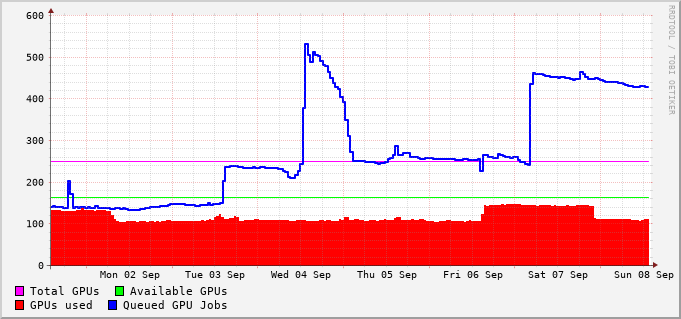 600
500
400
300
200
100
0
Mon 02 Sep Tue 03 Sep Wed 04 Sep Thu 05 Sep Fri 06 Sep Sat 07 Sep Sun 08 Sep
Total GPUs Available GPUs
GPUs used Queued GPU Jobs
RRDTOOL / TOBI OETIKER